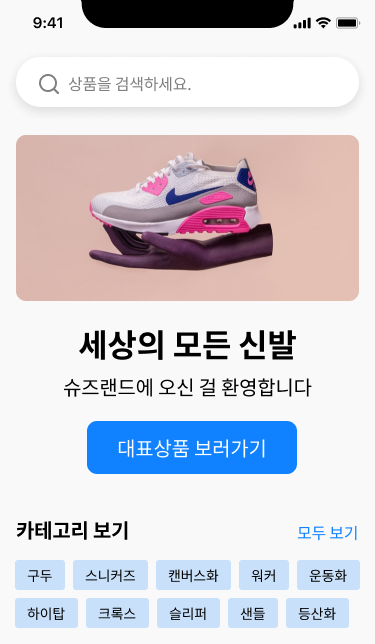 9:41
상품을 검색하세요.
세상의 모든 신발
슈즈랜드에 오신 걸 환영합니다
대표상품 보러가기
카테고리 보기 모두 보기
구두 스니커즈 캔버스화 워커 운동화
하이탑 크록스 슬리퍼 샌들 등산화